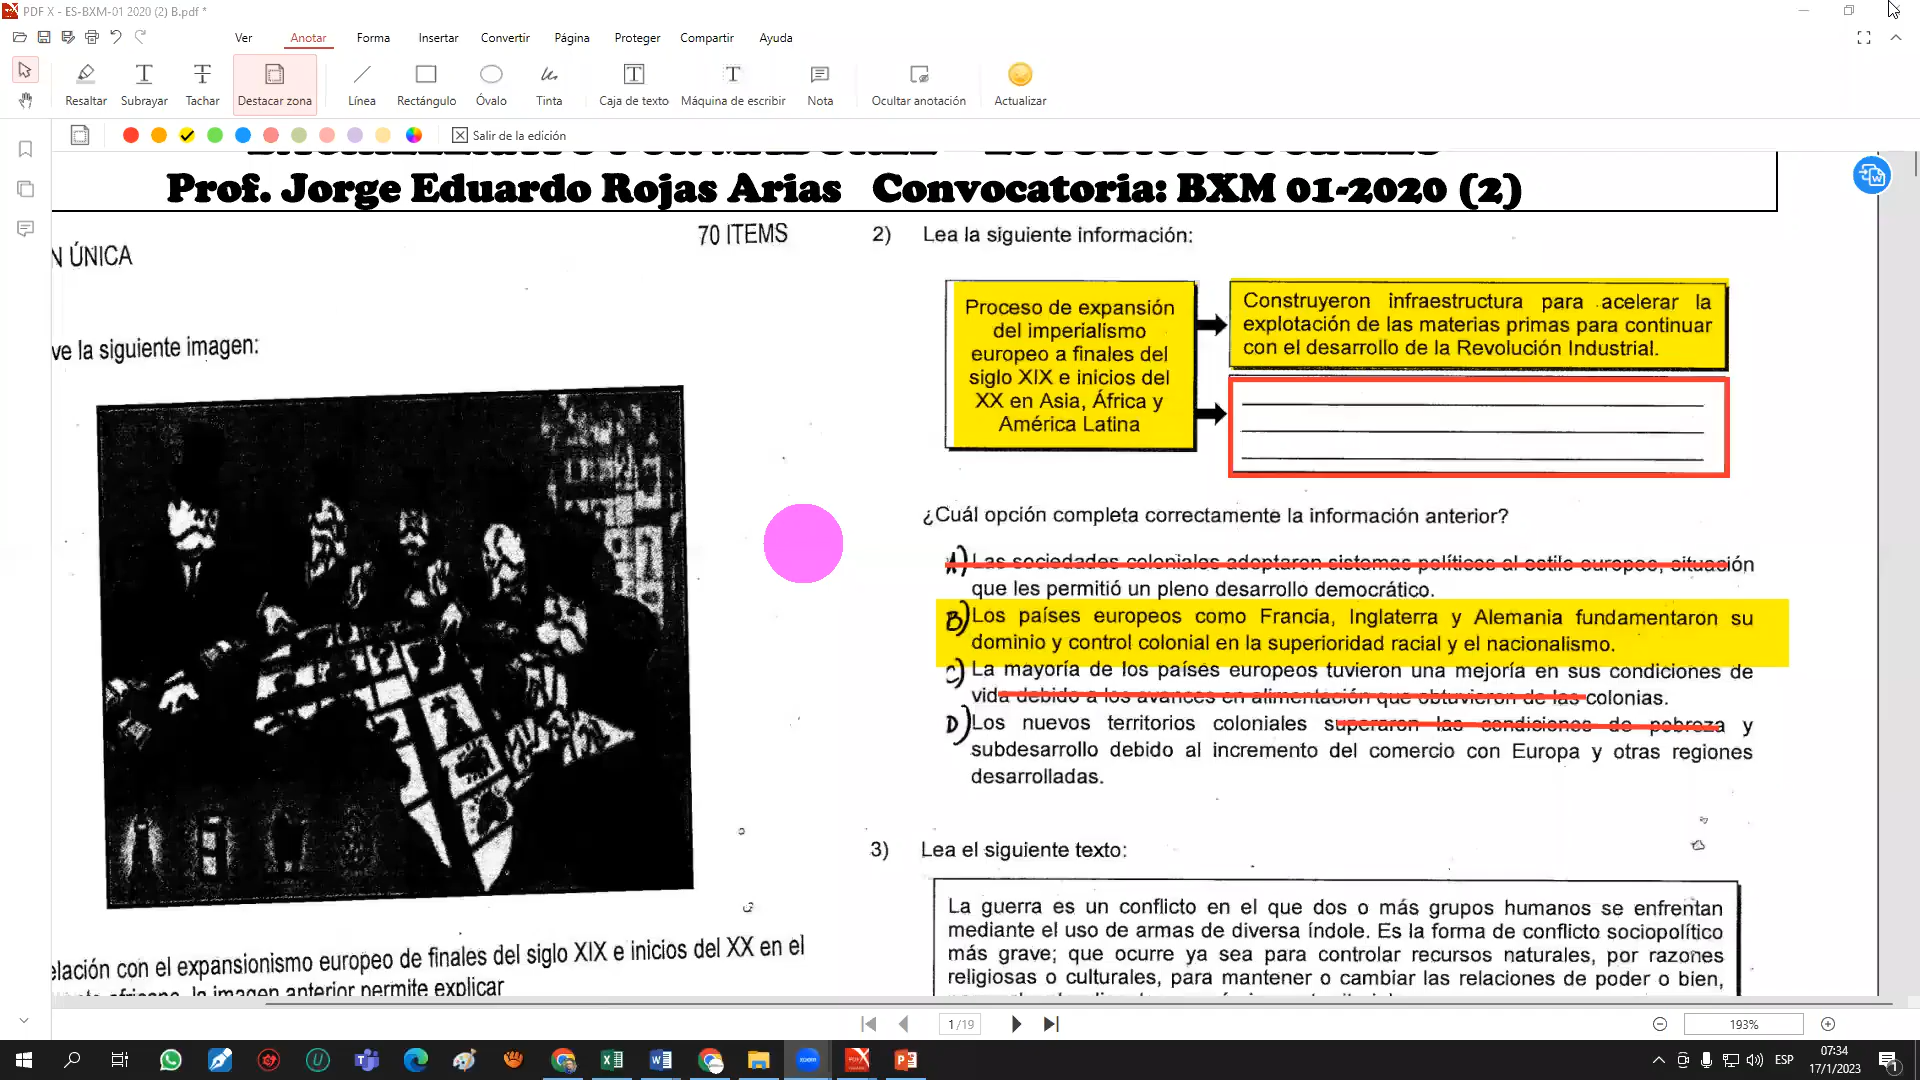 PDF X - ES-BXM-01 2020 (2) B.pdf *
Ver Anotar Forma Insertar Convertir Página Proteger Compartir Ayuda
Resaltar Subrayar Tachar Destacar zona Línea Rectángulo Óvalo Tinta Caja de texto Máquina de escribir Nota Ocultar anotación Actualizar
Salir de la edición
Prof. Jorge Eduardo Rojas Arias Convocatoria: BXM 01-2020 (2)
N ÚNICA
70 ITEMS
ve la siguiente imagen:
elación con el expansionismo europeo de finales del siglo XIX e inicios del XX en el
africano, la imagen anterior permite explicar
2) Lea la siguiente información:
Proceso de expansión
del imperialismo
europeo a finales del
siglo XIX e inicios del
XX en Asia, África y
América Latina
Construyeron infraestructura para acelerar la
explotación de las materias primas para continuar
con el desarrollo de la Revolución Industrial.
¿Cuál opción completa correctamente la información anterior?
A) Las sociedades coloniales adoptaron sistemas políticos al estilo europeo, situación
que les permitió un pleno desarrollo democrático.
B) Los países europeos como Francia, Inglaterra y Alemania fundamentaron su
dominio y control colonial en la superioridad racial y el nacionalismo.
C) La mayoría de los países europeos tuvieron una mejoría en sus condiciones de
vida debido a los avances en alimentación que obtuvieron de las colonias.
D) Los nuevos territorios coloniales superaron las condiciones de pobreza y
subdesarrollo debido al incremento del comercio con Europa y otras regiones
desarrolladas.
3) Lea el siguiente texto:
La guerra es un conflicto en el que dos o más grupos humanos se enfrentan
mediante el uso de armas de diversa índole. Es la forma de conflicto sociopolítico
más grave; que ocurre ya sea para controlar recursos naturales, por razones
religiosas o culturales, para mantener o cambiar las relaciones de poder o bien,
1/19
193%
ESP
07:34
17/1/2023